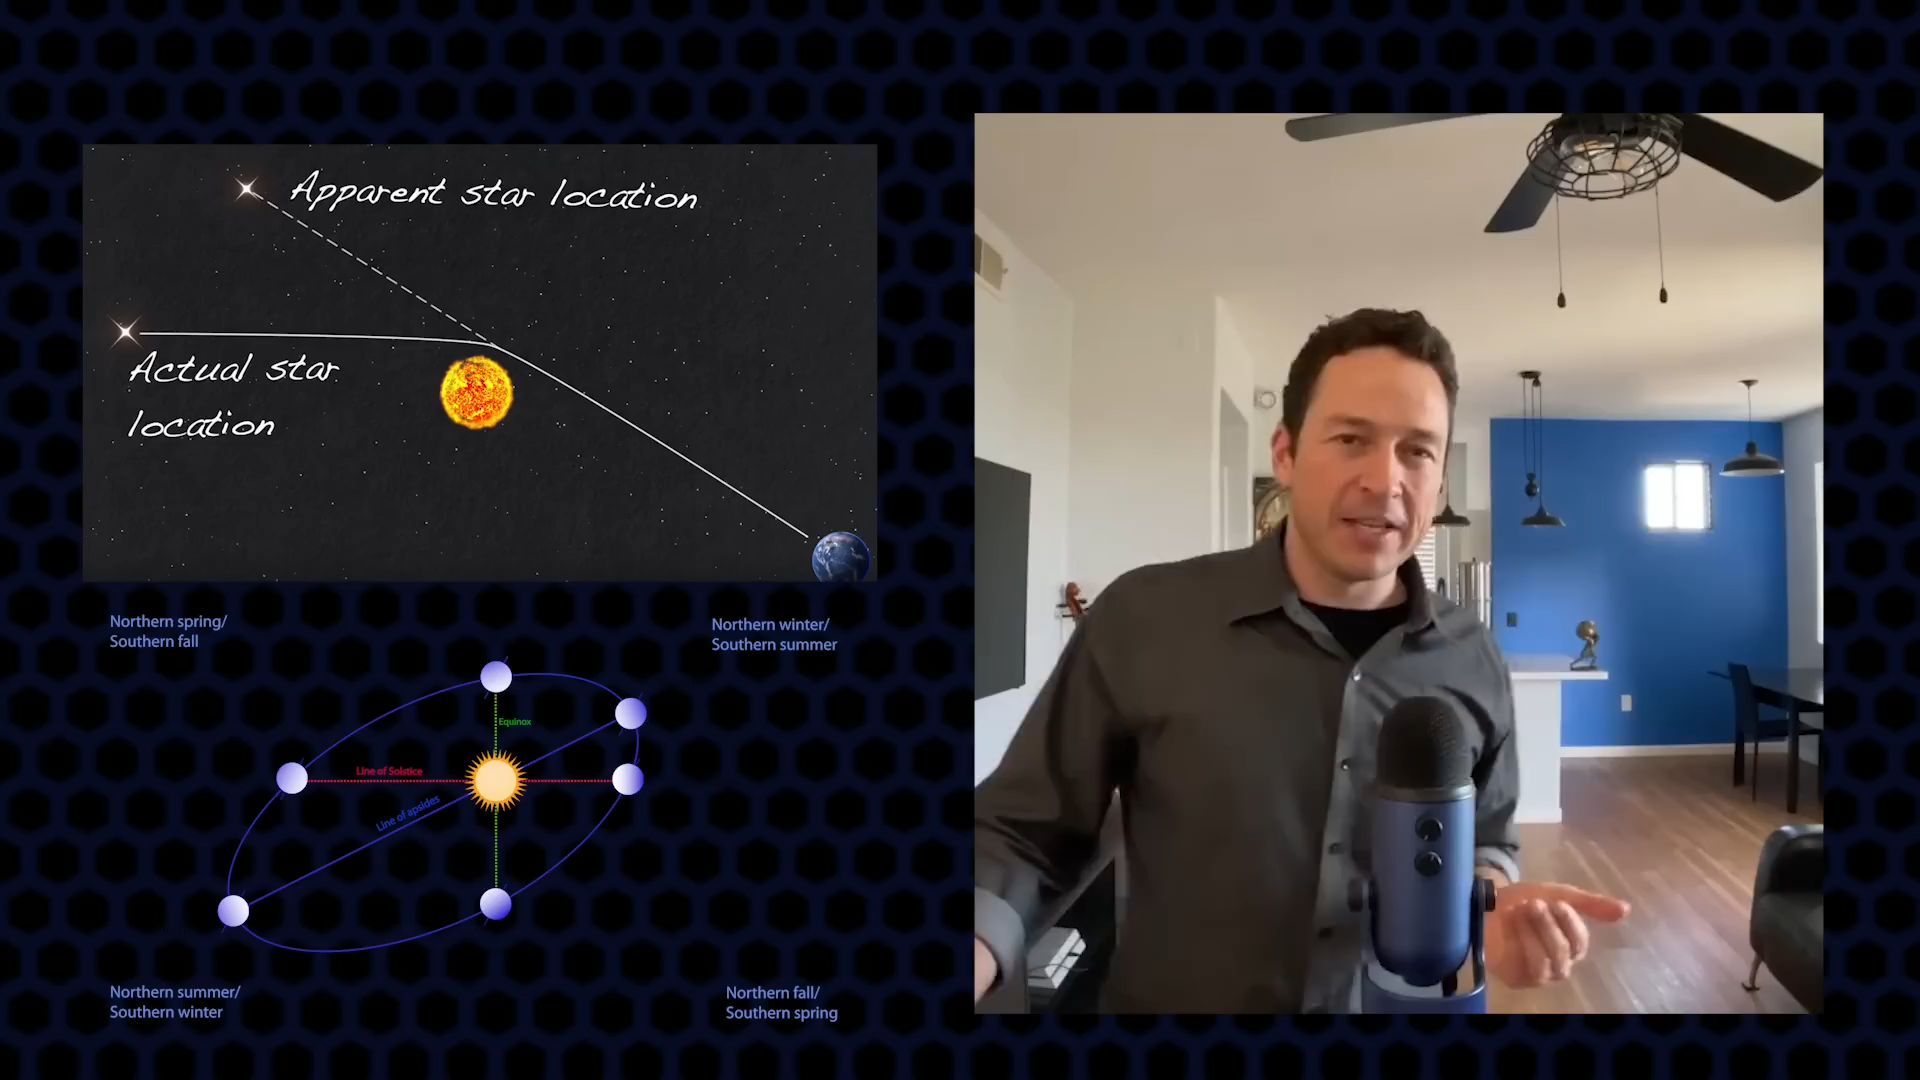 Apparent star location
Actual star
location
Northern spring/
Southern fall
Northern winter/
Southern summer
Equinox
Line of Solstice
Line of apsides
Northern summer/
Southern winter
Northern fall/
Southern spring